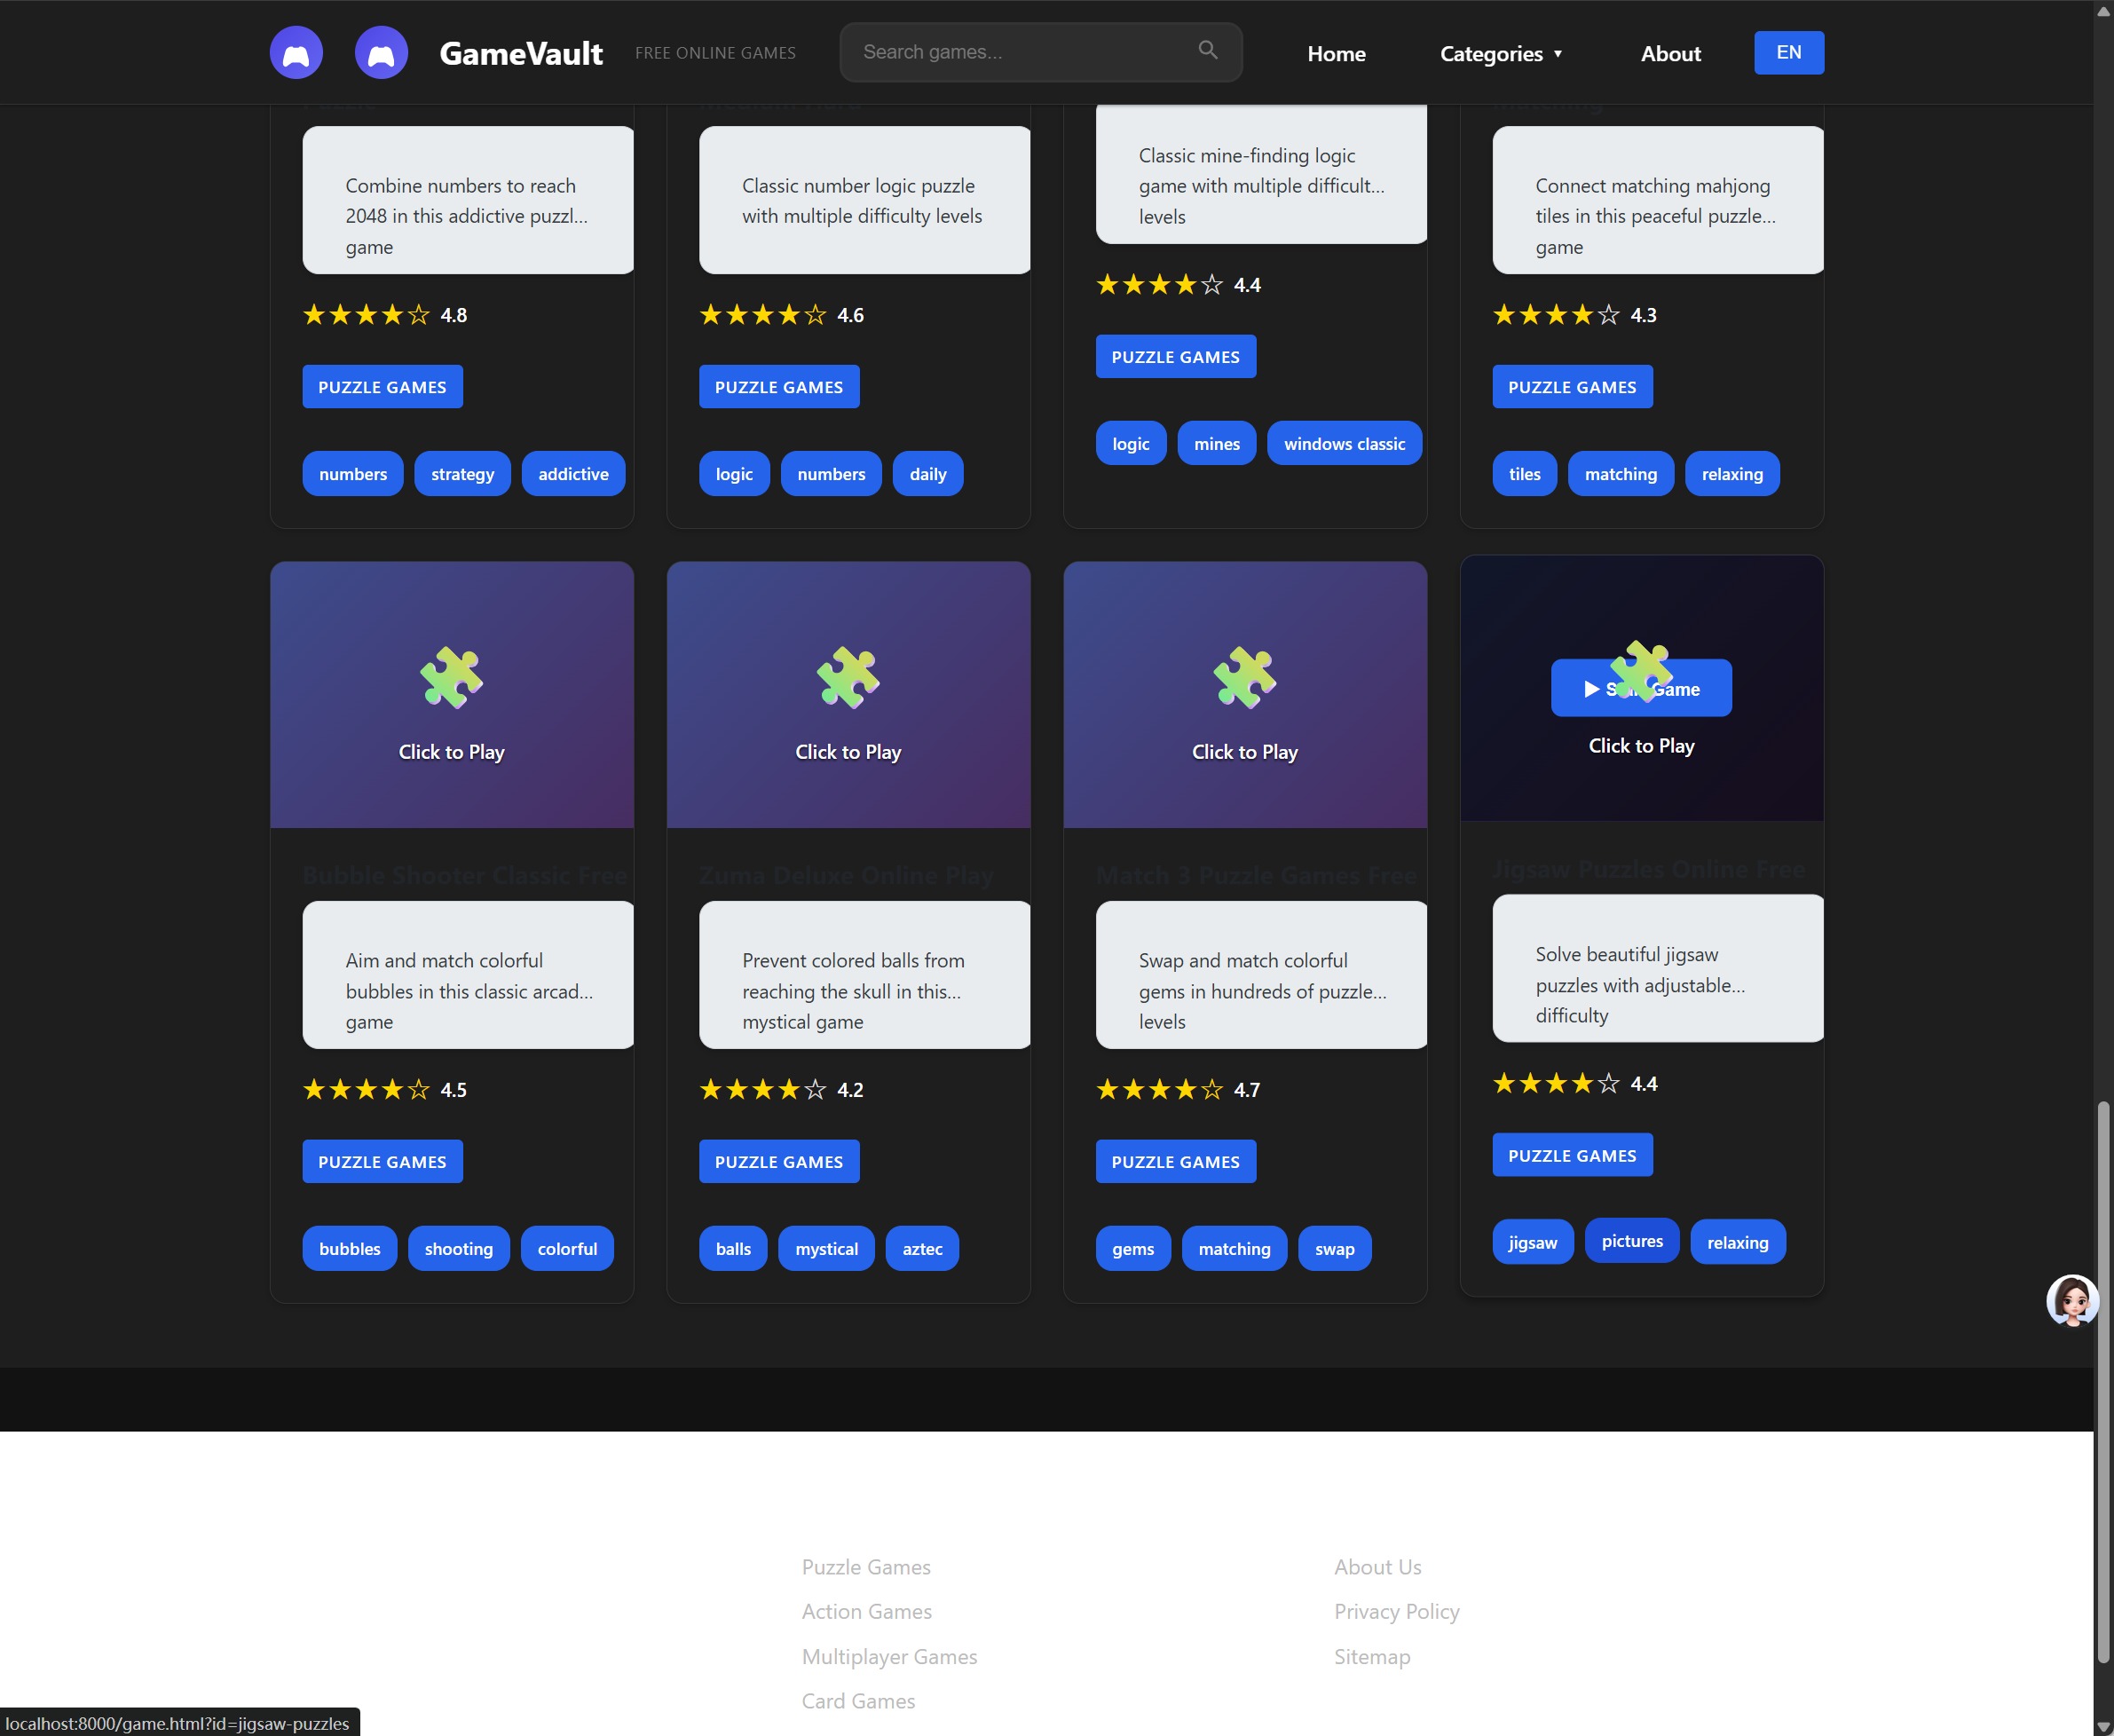 GameVault FREE ONLINE GAMES Search games... Home Categories ▼ About EN
Combine numbers to reach
2048 in this addictive puzzl...
game
★★★★☆ 4.8
PUZZLE GAMES
numbers strategy addictive
Classic number logic puzzle
with multiple difficulty levels
★★★★☆ 4.6
PUZZLE GAMES
logic numbers daily
Classic mine-finding logic
game with multiple difficult...
levels
★★★★☆ 4.4
PUZZLE GAMES
logic mines windows classic
Connect matching mahjong
tiles in this peaceful puzzle...
game
★★★★☆ 4.3
PUZZLE GAMES
tiles matching relaxing
Click to Play
Bubble Shooter Classic Free
Aim and match colorful
bubbles in this classic arcad...
game
★★★★☆ 4.5
PUZZLE GAMES
bubbles shooting colorful
Click to Play
Zuma Deluxe Online Play
Prevent colored balls from
reaching the skull in this...
mystical game
★★★★☆ 4.2
PUZZLE GAMES
balls mystical aztec
Click to Play
Match 3 Puzzle Games Free
Swap and match colorful
gems in hundreds of puzzle...
levels
★★★★☆ 4.7
PUZZLE GAMES
gems matching swap
▶ Game
Click to Play
Jigsaw Puzzles Online Free
Solve beautiful jigsaw
puzzles with adjustable...
difficulty
★★★★☆ 4.4
PUZZLE GAMES
jigsaw pictures relaxing
Puzzle Games
Action Games
Multiplayer Games
Card Games
About Us
Privacy Policy
Sitemap
localhost:8000/game.html?id=jigsaw-puzzles